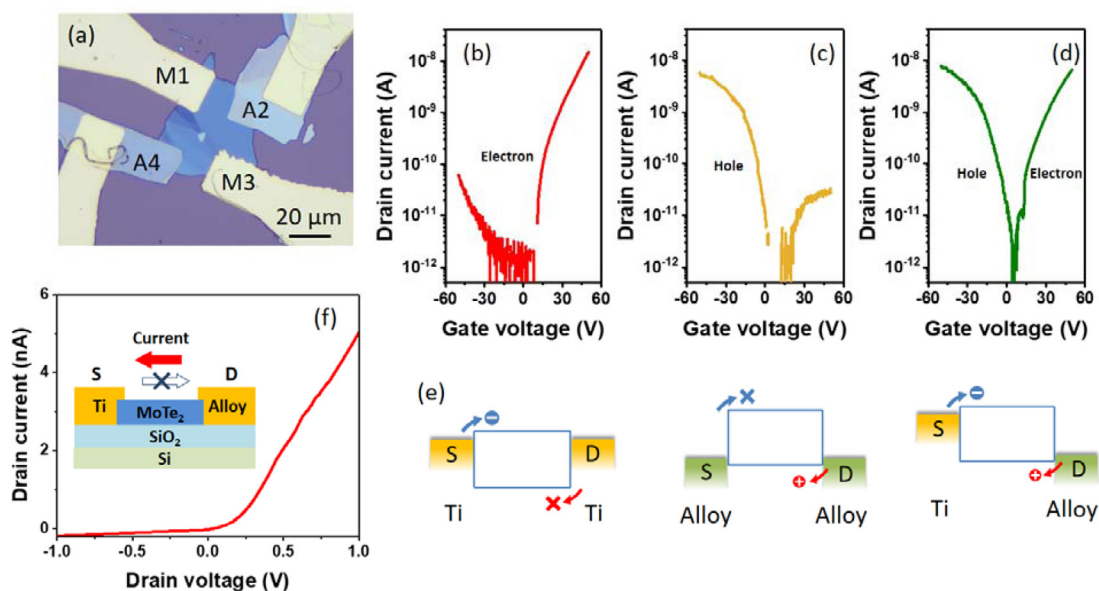 (a)
M1
A2
A4
M3
20 μm
(b)
Drain current (A)
10⁻⁸
10⁻⁹
10⁻¹⁰
10⁻¹¹
10⁻¹²
Electron
-60 -30 0 30 60
Gate voltage (V)
(c)
Drain current (A)
10⁻⁸
10⁻⁹
10⁻¹⁰
10⁻¹¹
10⁻¹²
Hole
-60 -30 0 30 60
Gate voltage (V)
(d)
Drain current (A)
10⁻⁸
10⁻⁹
10⁻¹⁰
10⁻¹¹
10⁻¹²
Hole Electron
-60 -30 0 30 60
Gate voltage (V)
(f)
Drain current (nA)
6
4
2
0
Current
S D
Ti MoTe₂ Alloy
SiO₂
Si
-1.0 -0.5 0.0 0.5 1.0
Drain voltage (V)
(e)
S D
Ti Ti
S D
Alloy Alloy
S D
Ti Alloy